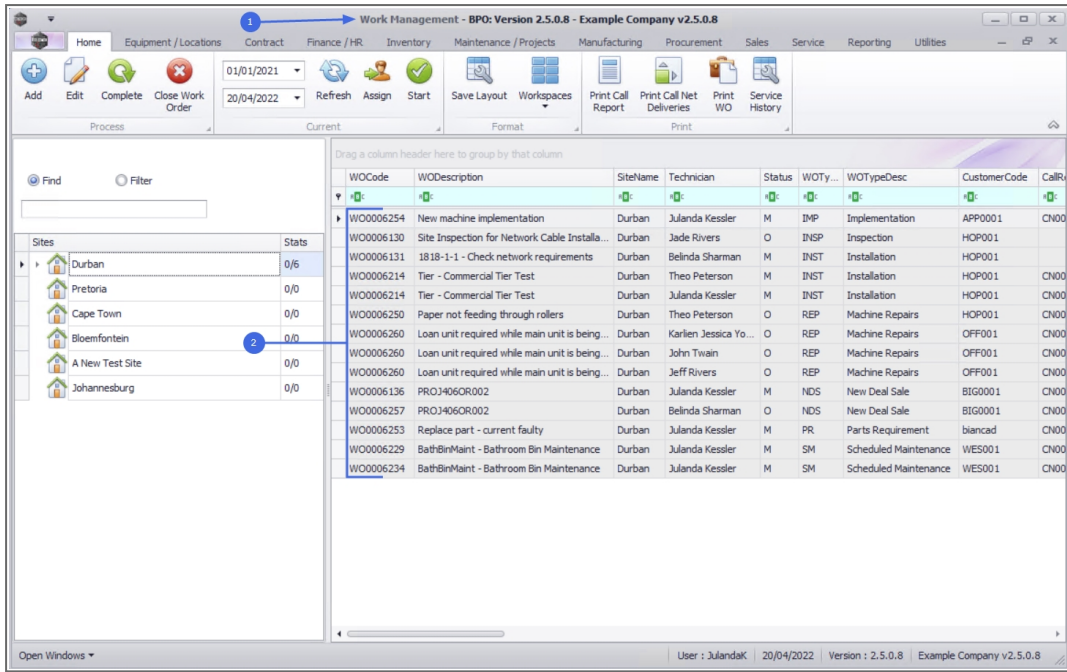 1
Work Management - BPO: Version 2.5.0.8 - Example Company v2.5.0.8
Home Equipment / Locations Contract Finance / HR Inventory Maintenance / Projects Manufacturing Procurement Sales Service Reporting Utilities
Add Edit Complete Close Work Order 01/01/2021 20/04/2022 Refresh Assign Start Save Layout Workspaces Print Call Report Print Call Net Deliveries Print WO Service History
Process Current Format Print
Drag a column header here to group by that column
Find Filter
WOCode WODescription SiteName Technician Status WOTy... WOTypeDesc CustomerCode CallR
Sites Stats
Durban 0/6
Pretoria 0/0
Cape Town 0/0
Bloemfontein 0/0
A New Test Site 0/0
Johannesburg 0/0
2
WO0006254 New machine implementation Durban Julanda Kessler M IMP Implementation APP0001 CN00
WO0006130 Site Inspection for Network Cable Installa... Durban Jade Rivers O INSP Inspection HOP001
WO0006131 1818-1-1 - Check network requirements Durban Belinda Sharman M INST Installation HOP001
WO0006214 Tier - Commercial Tier Test Durban Theo Peterson M INST Installation HOP001 CN00
WO0006214 Tier - Commercial Tier Test Durban Julanda Kessler M INST Installation HOP001 CN00
WO0006250 Paper not feeding through rollers Durban Theo Peterson O REP Machine Repairs HOP001 CN00
WO0006260 Loan unit required while main unit is being... Durban Karlien Jessica Yo... O REP Machine Repairs OFF001 CN00
WO0006260 Loan unit required while main unit is being... Durban John Twain O REP Machine Repairs OFF001 CN00
WO0006260 Loan unit required while main unit is being... Durban Jeff Rivers O REP Machine Repairs OFF001 CN00
WO0006136 PROJ406OR002 Durban Julanda Kessler M NDS New Deal Sale BIG0001 CN00
WO0006257 PROJ406OR002 Durban Belinda Sharman O NDS New Deal Sale BIG0001 CN00
WO0006253 Replace part - current faulty Durban Julanda Kessler M PR Parts Requirement biancad CN00
WO0006229 BathBinMaint - Bathroom Bin Maintenance Durban Julanda Kessler M SM Scheduled Maintenance WES001 CN00
WO0006234 BathBinMaint - Bathroom Bin Maintenance Durban Julanda Kessler M SM Scheduled Maintenance WES001 CN00
Open Windows User : JulandaK 20/04/2022 Version : 2.5.0.8 Example Company v2.5.0.8